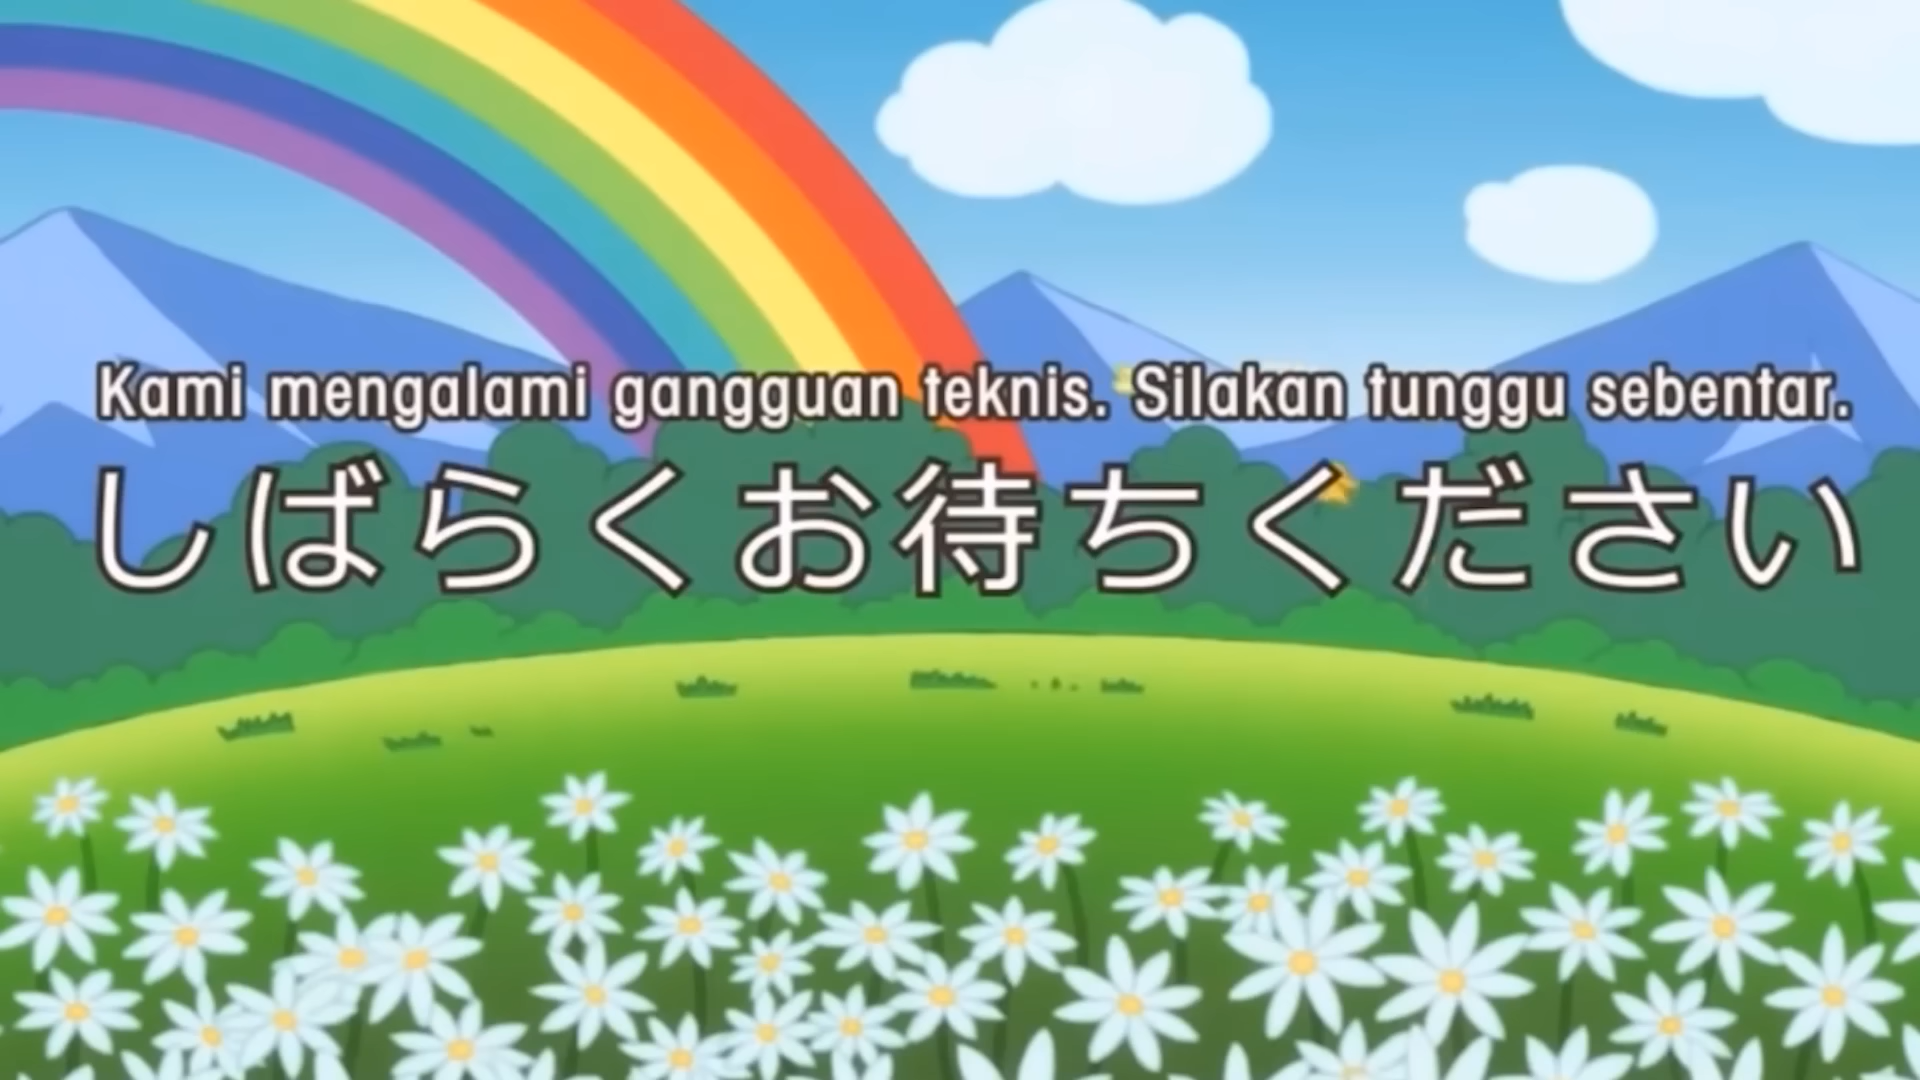 Kami mengalami gangguan teknis. Silakan tunggu sebentar.
しばらくお待ちください